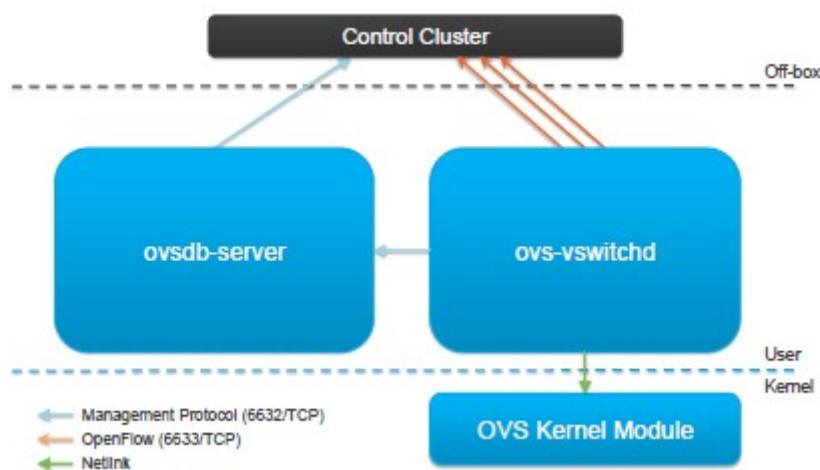 Control Cluster
Off-box
ovsdb-server
ovs-vswitchd
User
Kernel
Management Protocol (6632/TCP)
OpenFlow (6633/TCP)
Netlink
OVS Kernel Module